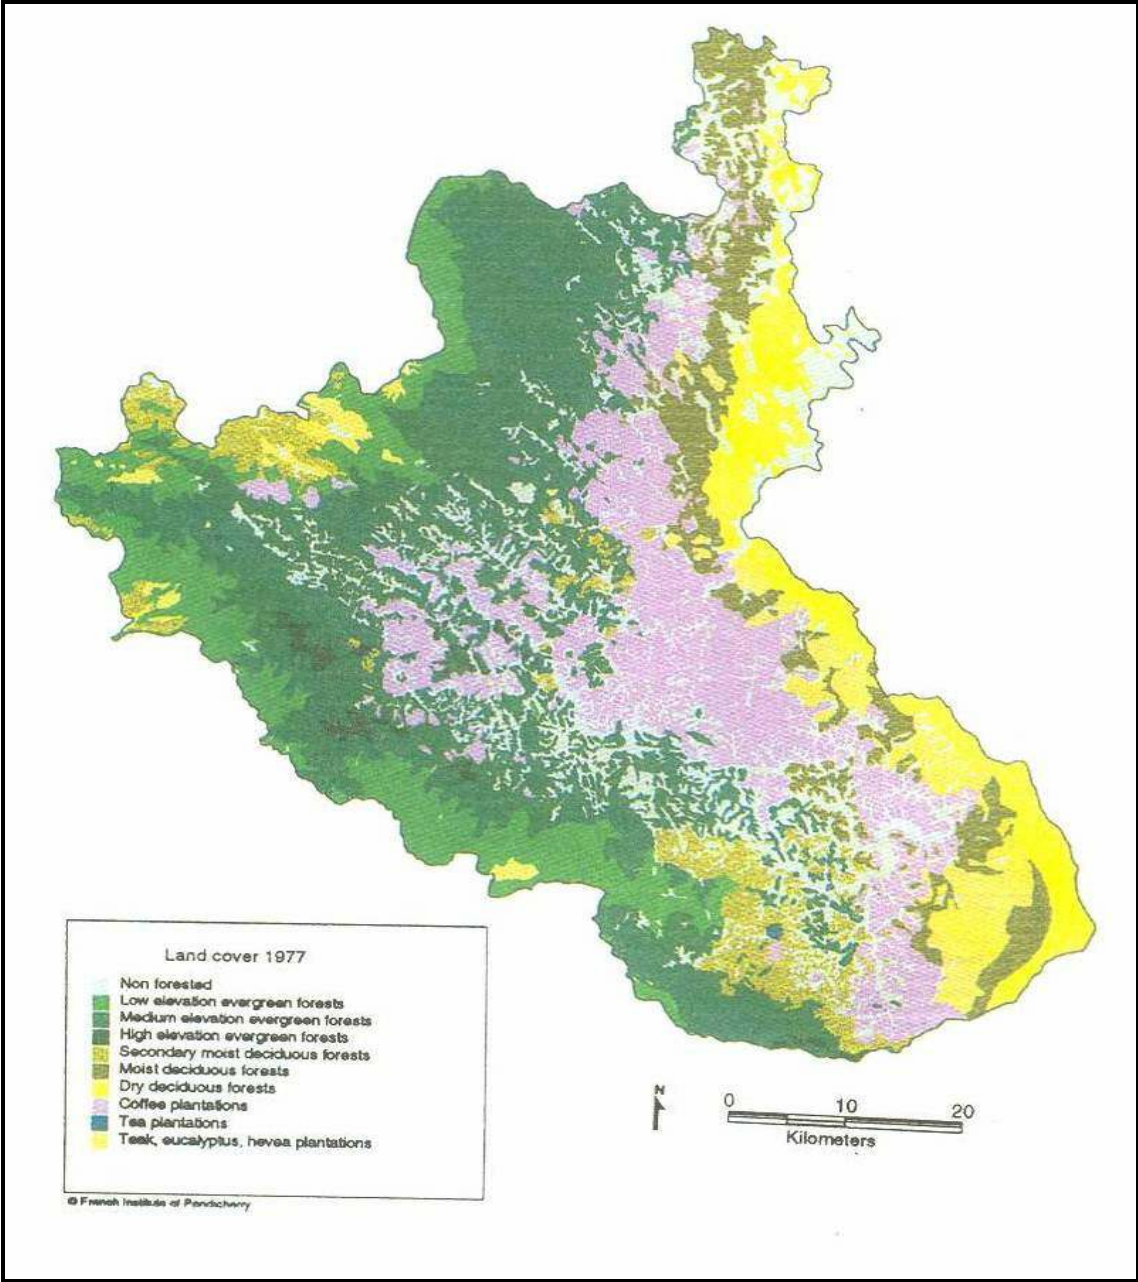 Land cover 1977
Non forested
Low elevation evergreen forests
Medium elevation evergreen forests
High elevation evergreen forests
Secondary moist deciduous forests
Moist deciduous forests
Dry deciduous forests
Coffee plantations
Tea plantations
Teak, eucalyptus, hevea plantations
© French Institute of Pondicherry
N
0 10 20
Kilometers